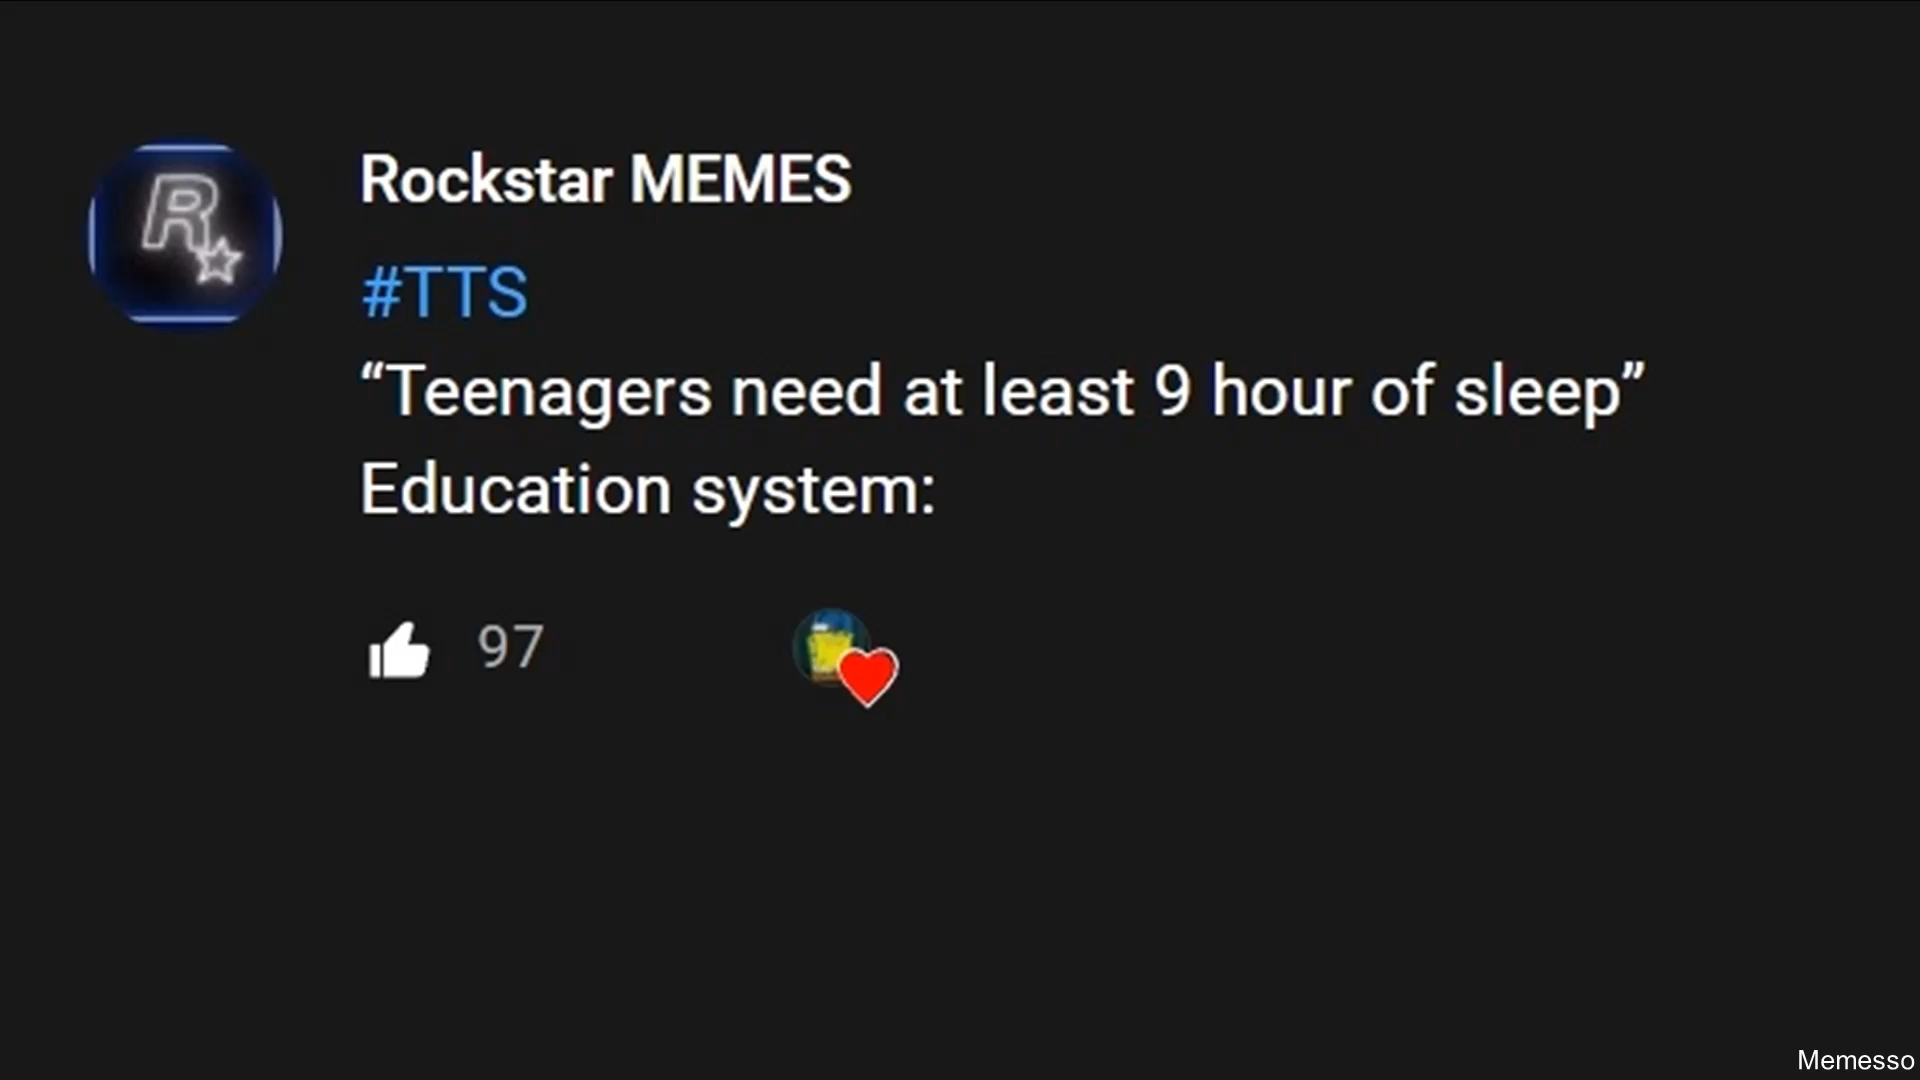 Rockstar MEMES
#TTS
“Teenagers need at least 9 hour of sleep”
Education system:
97
Memesso